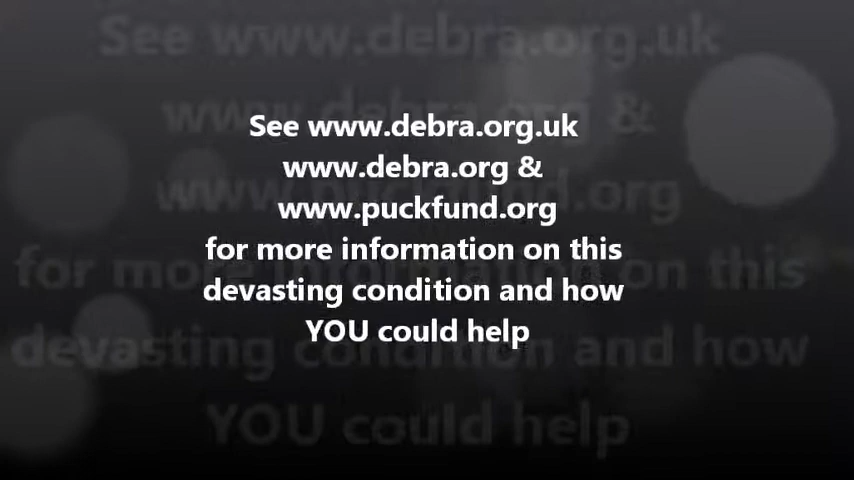 See www.debra.org.uk
www.debra.org &
www.puckfund.org
for more information on this
devasting condition and how
YOU could help